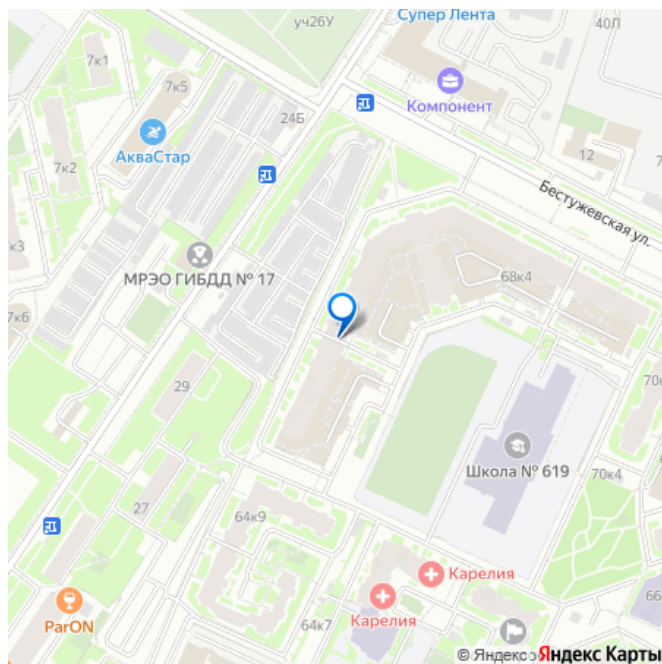 уч26У
Супер Лента
40Л
7к1
7к5
Компонент
24Б
АкваСтар
7к2
12
Бестужевская ул.
7к3
МРЭО ГИБДД № 17
68к4
7к6
29
70к
Школа № 619
70к4
27
64к9
Карелия
Карелия
66
ParON
64к7
© Яндекс
Яндекс Карты